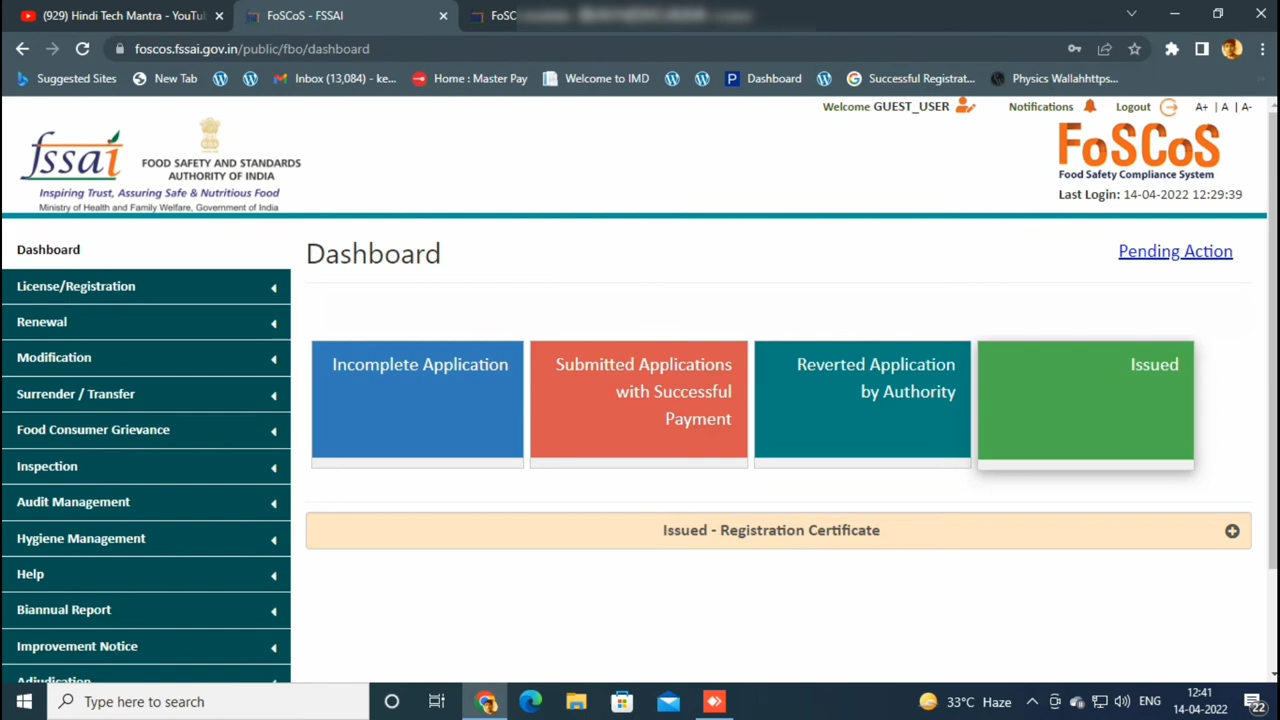 (929) Hindi Tech Mantra - YouTu
FoSCoS - FSSAI
FoSC
foscos.fssai.gov.in/public/fbo/dashboard
Suggested Sites
New Tab
Inbox (13,084) - ke...
Home : Master Pay
Welcome to IMD
Dashboard
Successful Registrat...
Physics Wallahhttps...
Welcome GUEST_USER
Notifications
Logout
A+ | A | A-
fssai
FOOD SAFETY AND STANDARDS
AUTHORITY OF INDIA
Inspiring Trust, Assuring Safe & Nutritious Food
Ministry of Health and Family Welfare, Government of India
FoSCoS
Food Safety Compliance System
Last Login: 14-04-2022 12:29:39
Dashboard
License/Registration
Renewal
Modification
Surrender / Transfer
Food Consumer Grievance
Inspection
Audit Management
Hygiene Management
Help
Biannual Report
Improvement Notice
Adjudication
Dashboard
Pending Action
Incomplete Application
Submitted Applications
with Successful
Payment
Reverted Application
by Authority
Issued
Issued - Registration Certificate
Type here to search
33°C Haze
ENG
12:41
14-04-2022
22